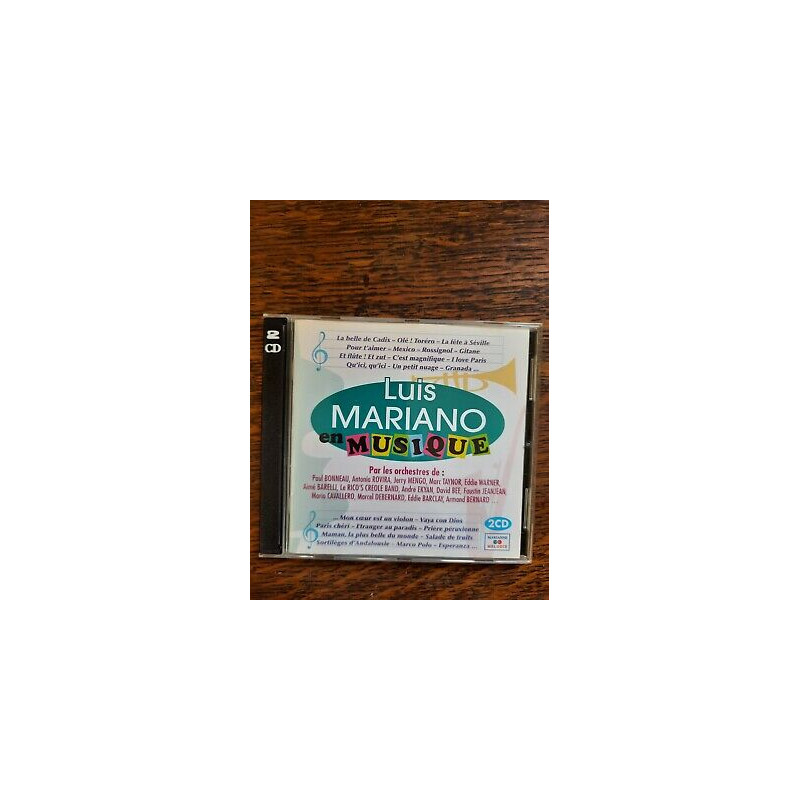 2
CD
La belle de Cadix – Olé ! Toréro – La fête à Séville
Pour t'aimer – Mexico – Rossignol – Gitane
Et flûte ! Et zut – C'est magnifique – I love Paris
Qu'ici, qu'ici - Un petit nuage – Granada ...
Luis
MARIANO
en MUSIQUE
Par les orchestres de :
Paul BONNEAU, Antonio ROVIRA, Jerry MENGO, Marc TAYNOR, Eddie WARNER,
Aimé BARELLI, Le RICO'S CREOLE BAND, André EKYAN, David BEE, Faustin JEANJEAN,
Mario CAVALLERO, Marcel DEBERNARD, Eddie BARCLAY, Armand BERNARD ...
... Mon cœur est un violon – Vaya con Dios
Paris chéri – Etranger au paradis – Prière péruvienne
Maman, la plus belle du monde – Salade de fruits
Sortilèges d'Andalousie – Marco Polo – Esperanza ...
2CD
MARIANNE
MELODIE